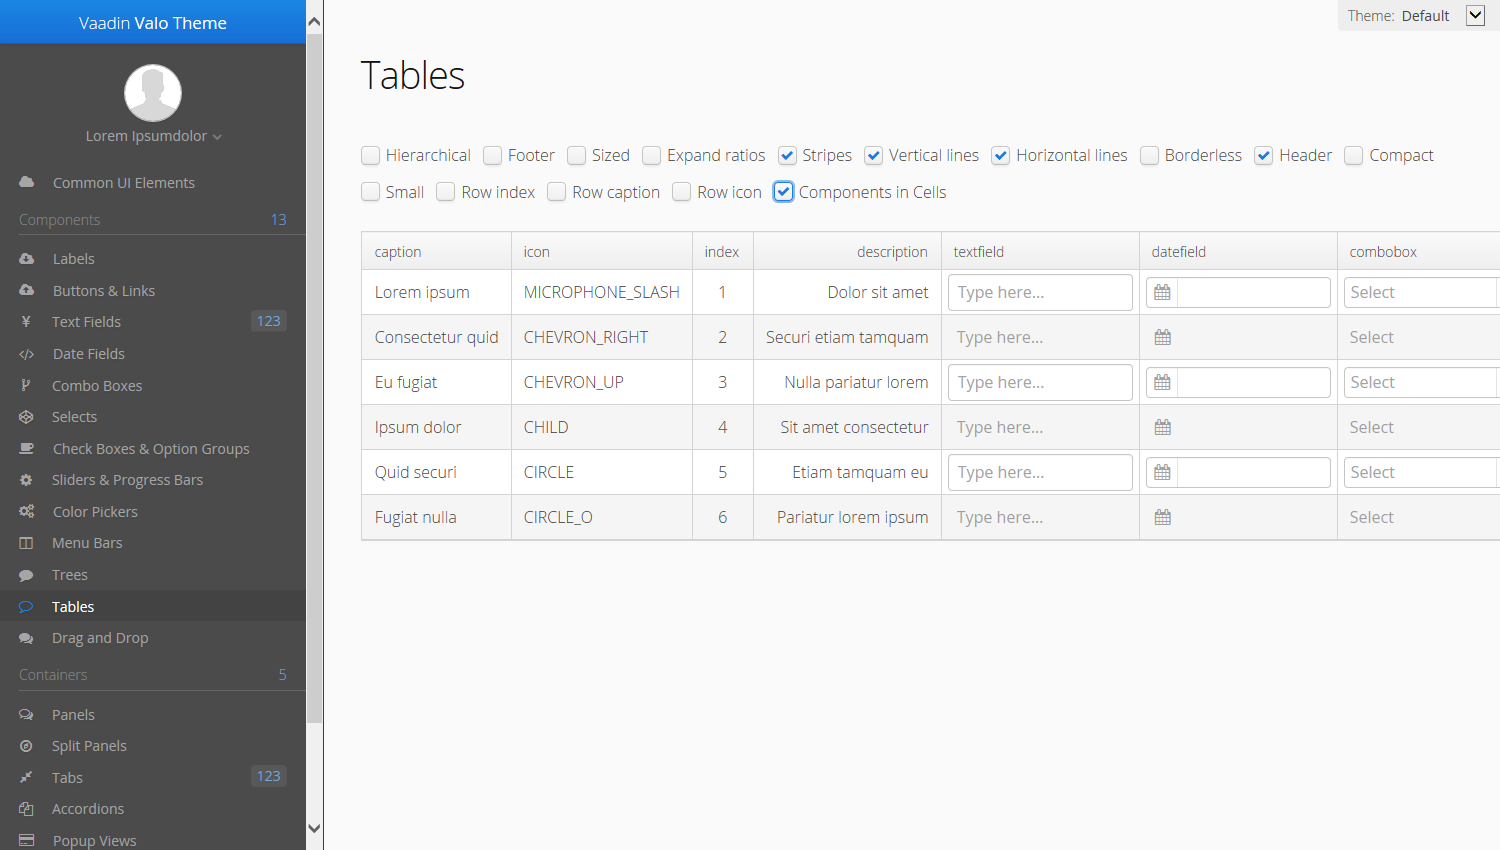 Vaadin Valo Theme
Lorem Ipsumdolor
Common UI Elements
Components 13
Labels
Buttons & Links
¥ Text Fields 123
</> Date Fields
Combo Boxes
Selects
Check Boxes & Option Groups
Sliders & Progress Bars
Color Pickers
Menu Bars
Trees
Tables
Drag and Drop
Containers 5
Panels
Split Panels
Tabs 123
Accordions
Popup Views
Theme: Default
Tables
Hierarchical Footer Sized Expand ratios Stripes Vertical lines Horizontal lines Borderless Header Compact
Small Row index Row caption Row icon Components in Cells
caption icon index description textfield datefield combobox
Lorem ipsum MICROPHONE_SLASH 1 Dolor sit amet Type here... Select
Consectetur quid CHEVRON_RIGHT 2 Securi etiam tamquam Type here... Select
Eu fugiat CHEVRON_UP 3 Nulla pariatur lorem Type here... Select
Ipsum dolor CHILD 4 Sit amet consectetur Type here... Select
Quid securi CIRCLE 5 Etiam tamquam eu Type here... Select
Fugiat nulla CIRCLE_O 6 Pariatur lorem ipsum Type here... Select